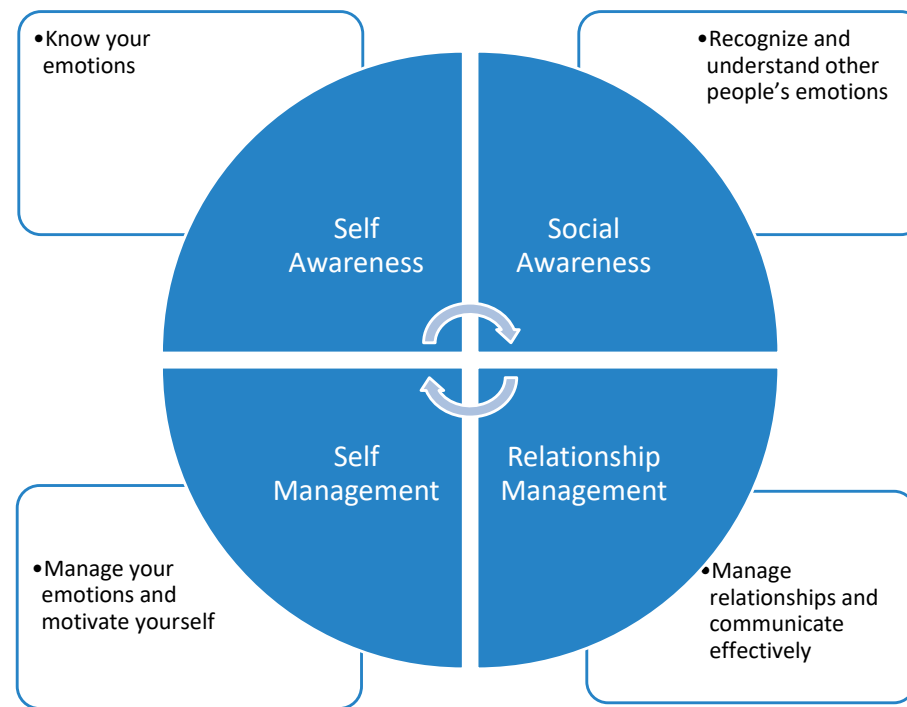 •Know your
emotions
•Recognize and
understand other
people’s emotions
Self
Awareness
Social
Awareness
Self
Management
Relationship
Management
•Manage your
emotions and
motivate yourself
•Manage
relationships and
communicate
effectively